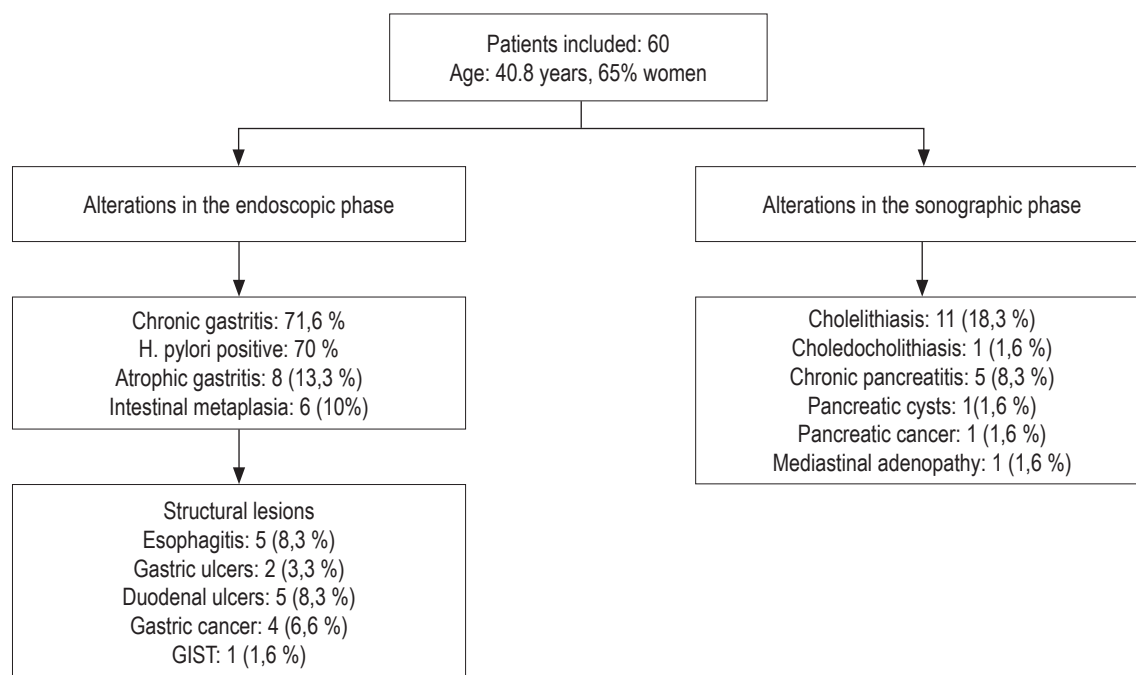 Patients included: 60
Age: 40.8 years, 65% women
Alterations in the endoscopic phase
Alterations in the sonographic phase
Chronic gastritis: 71,6 %
H. pylori positive: 70 %
Atrophic gastritis: 8 (13,3 %)
Intestinal metaplasia: 6 (10%)
Cholelithiasis: 11 (18,3 %)
Choledocholithiasis: 1 (1,6 %)
Chronic pancreatitis: 5 (8,3 %)
Pancreatic cysts: 1(1,6 %)
Pancreatic cancer: 1 (1,6 %)
Mediastinal adenopathy: 1 (1,6 %)
Structural lesions
Esophagitis: 5 (8,3 %)
Gastric ulcers: 2 (3,3 %)
Duodenal ulcers: 5 (8,3 %)
Gastric cancer: 4 (6,6 %)
GIST: 1 (1,6 %)